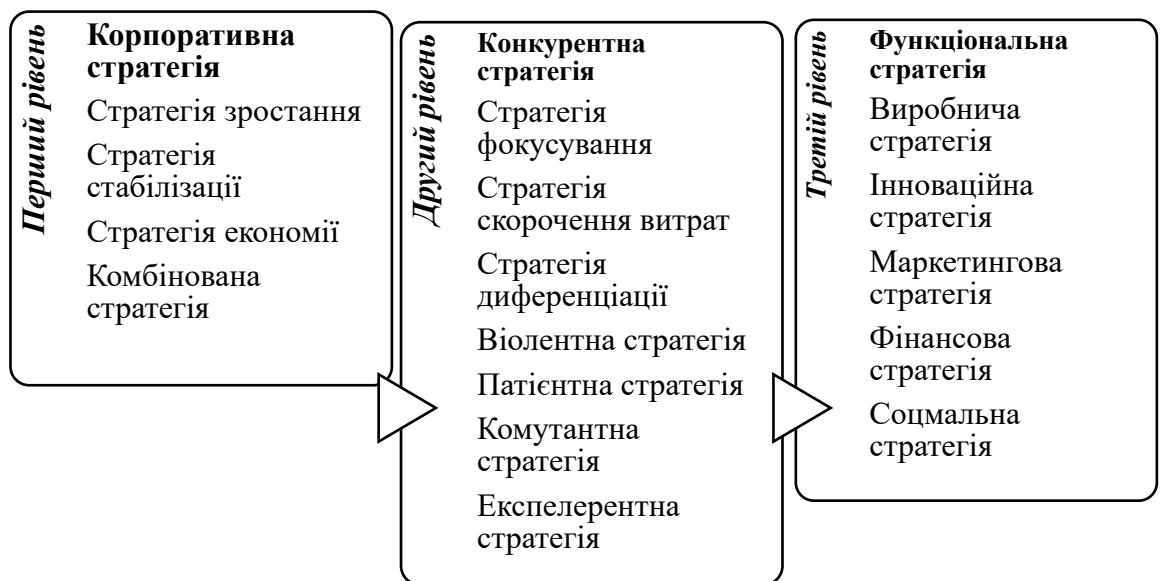 Перший рівень
Корпоративна
стратегія
Стратегія зростання
Стратегія
стабілізації
Стратегія економії
Комбінована
стратегія
Другий рівень
Конкурентна
стратегія
Стратегія
фокусування
Стратегія
скорочення витрат
Стратегія
диференціації
Віолентна стратегія
Патієнтна стратегія
Комутантна
стратегія
Експелерентна
стратегія
Третій рівень
Функціональна
стратегія
Виробнича
стратегія
Інноваційна
стратегія
Маркетингова
стратегія
Фінансова
стратегія
Соцмальна
стратегія